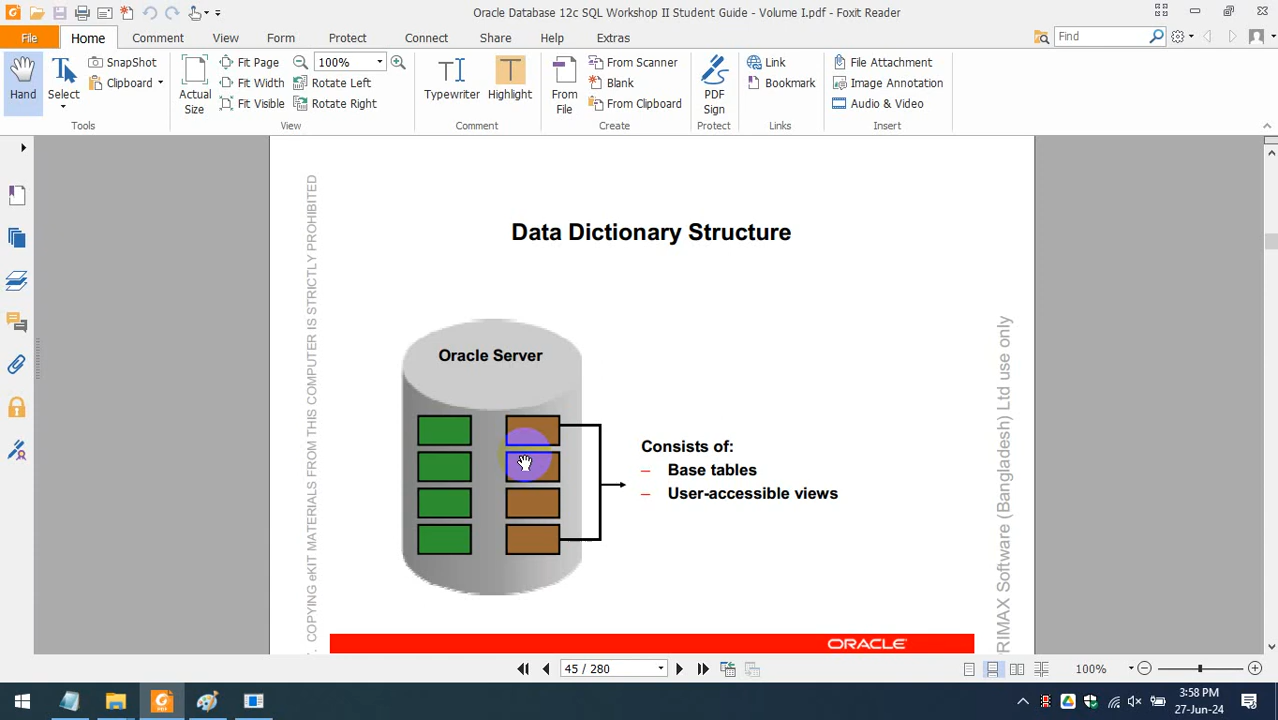 Oracle Database 12c SQL Workshop II Student Guide - Volume I.pdf - Foxit Reader
File Home Comment View Form Protect Connect Share Help Extras Find
Hand
Select
SnapShot
Clipboard
Tools
Actual Size
Fit Page
Fit Width
Fit Visible
100%
Rotate Left
Rotate Right
View
Typewriter
Highlight
Comment
From File
From Scanner
Blank
From Clipboard
Create
PDF Sign
Protect
Link
Bookmark
Links
File Attachment
Image Annotation
Audio & Video
Insert
COPYING eKIT MATERIALS FROM THIS COMPUTER IS STRICTLY PROHIBITED
Data Dictionary Structure
Oracle Server
Consists of:
– Base tables
– User-accessible views
RIMAX Software (Bangladesh) Ltd use only
ORACLE
45 / 280
100%
3:58 PM
27-Jun-24